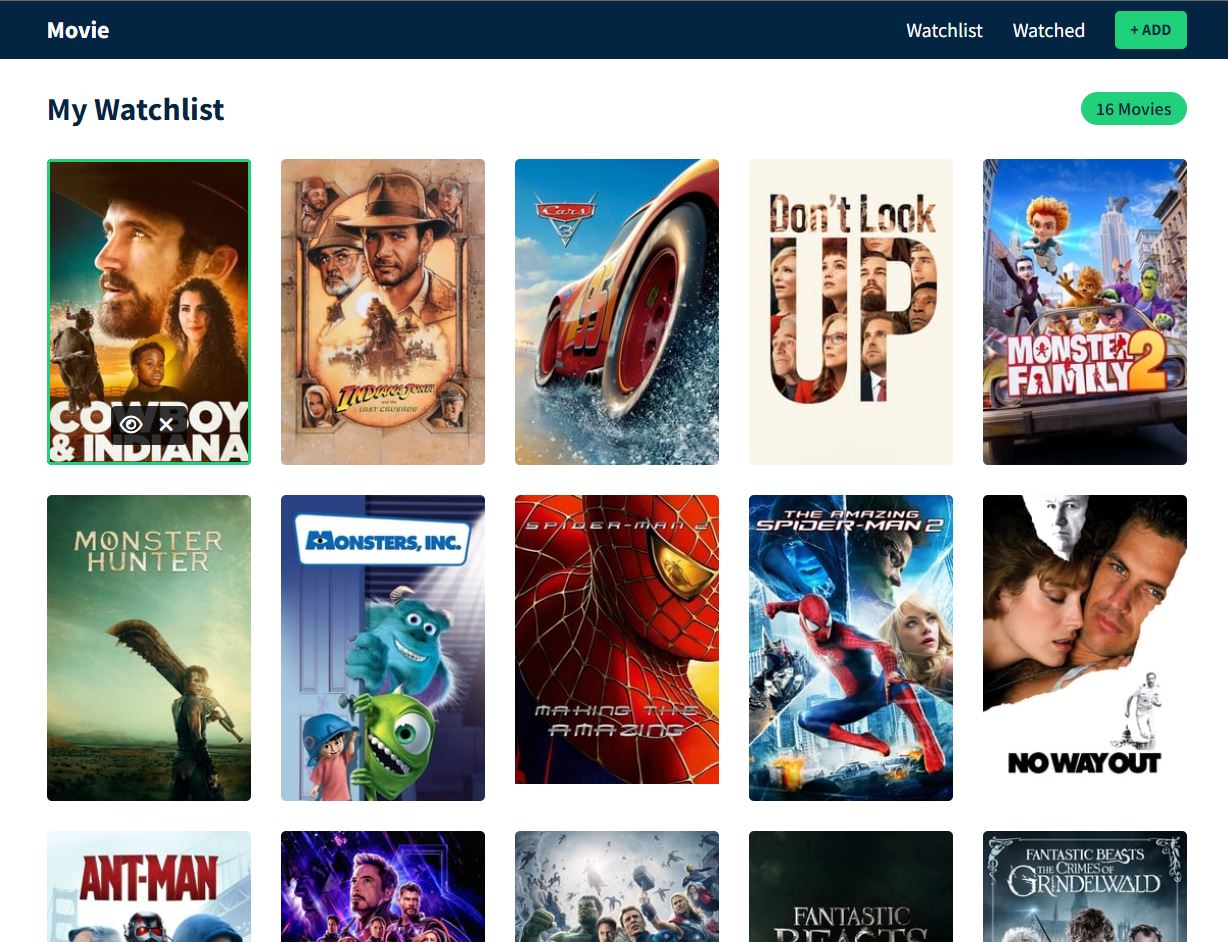 Movie
Watchlist
Watched
+ ADD
My Watchlist
16 Movies
COWBOY
& INDIANA
INDIANA JONES
and the
LAST CRUSADE
Cars
3
95
Don't Look
UP
MONSTER
FAMILY 2
MONSTER
HUNTER
MONSTERS, INC.
SPIDER-MAN 2
MAKING THE
AMAZING
THE AMAZING
SPIDER-MAN 2
NO WAY OUT
ANT-MAN
FANTASTIC
BEASTS
FANTASTIC BEASTS
THE CRIMES OF
GRINDELWALD